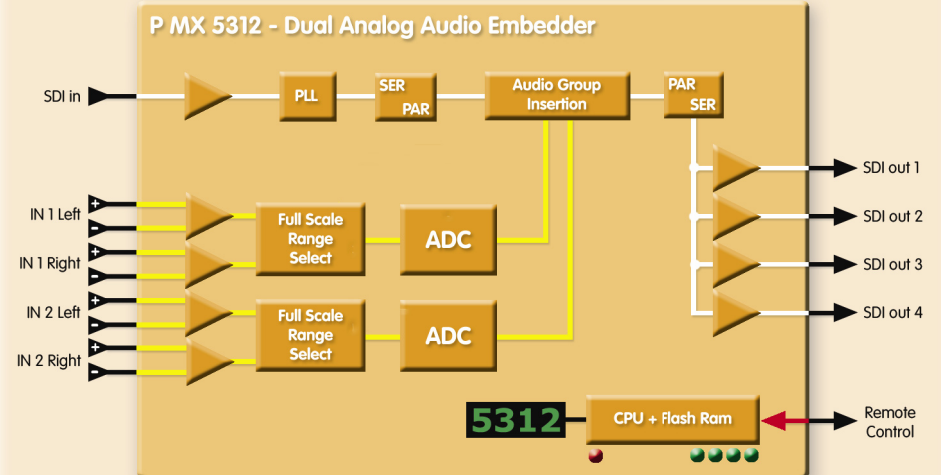 P MX 5312 - Dual Analog Audio Embedder
SDI in
PLL
SER
PAR
Audio Group
Insertion
PAR
SER
SDI out 1
SDI out 2
SDI out 3
SDI out 4
IN 1 Left
+
-
IN 1 Right
+
-
IN 2 Left
+
-
IN 2 Right
+
-
Full Scale
Range
Select
ADC
Full Scale
Range
Select
ADC
5312
CPU + Flash Ram
Remote
Control